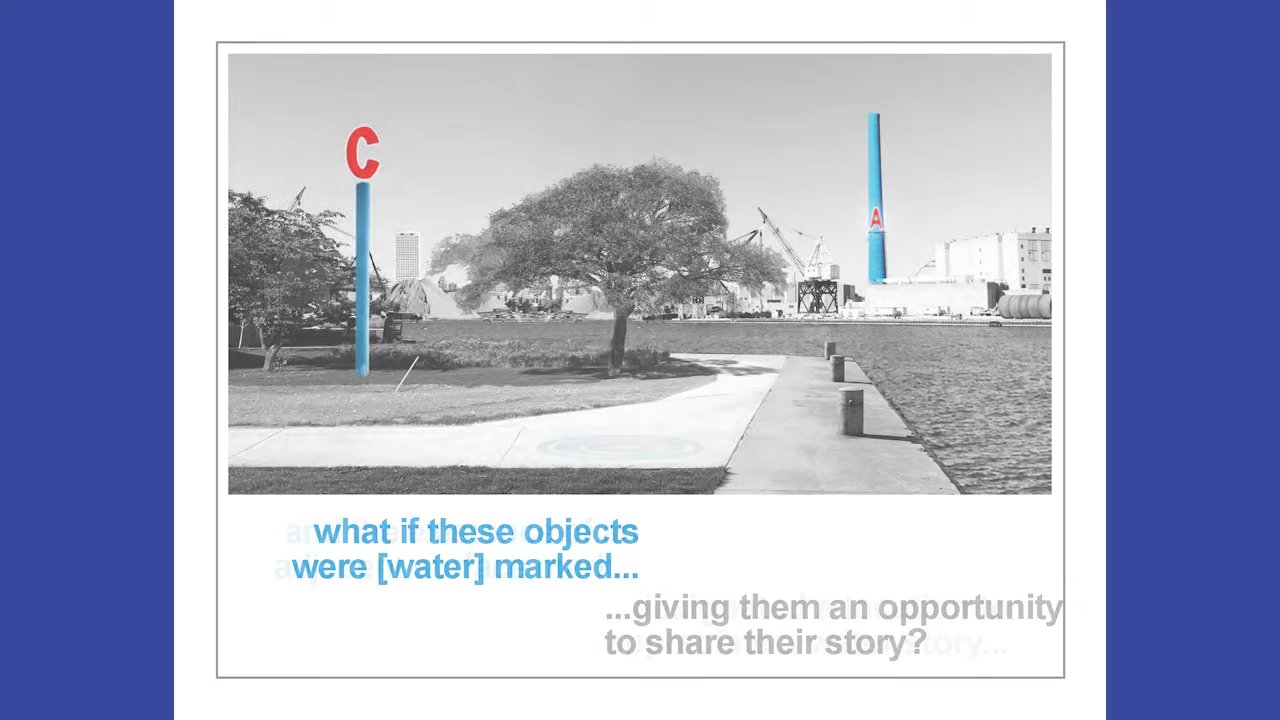 C
A
what if these objects
were [water] marked...
...giving them an opportunity
to share their story?